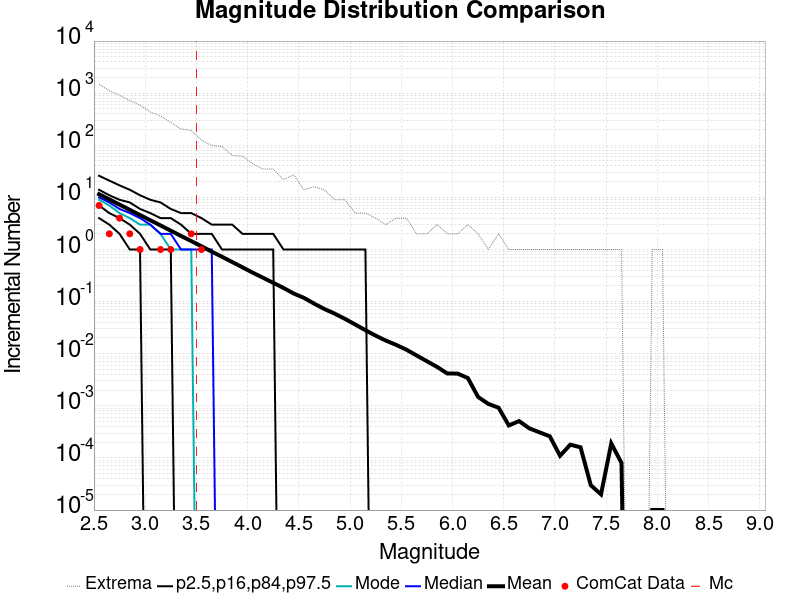 Magnitude Distribution Comparison
10^4
10^3
10^2
10^1
10^0
10^-1
10^-2
10^-3
10^-4
10^-5
Incremental Number
2.5 3.0 3.5 4.0 4.5 5.0 5.5 6.0 6.5 7.0 7.5 8.0 8.5 9.0
Magnitude
Extrema p2.5,p16,p84,p97.5 Mode Median Mean ComCat Data Mc